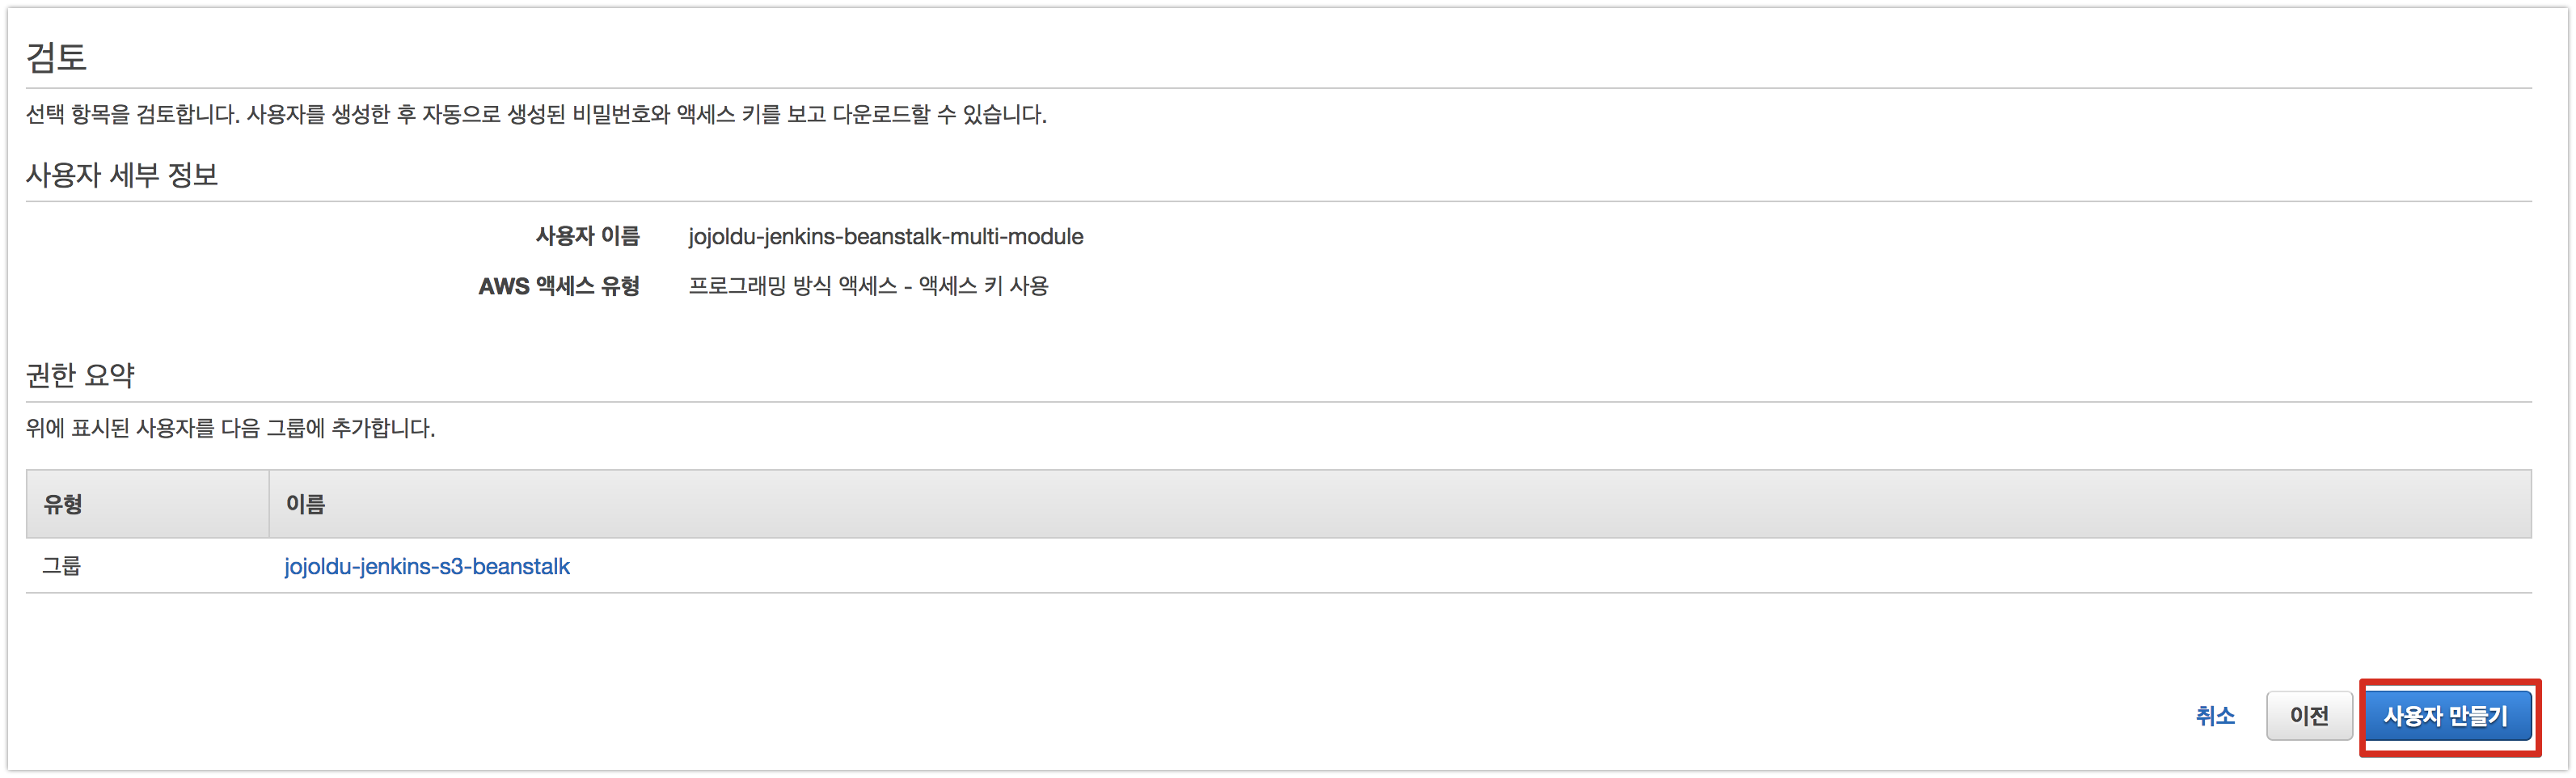 검토
선택 항목을 검토합니다. 사용자를 생성한 후 자동으로 생성된 비밀번호와 액세스 키를 보고 다운로드할 수 있습니다.
사용자 세부 정보
사용자 이름 jojoldu-jenkins-beanstalk-multi-module
AWS 액세스 유형 프로그래밍 방식 액세스 - 액세스 키 사용
권한 요약
위에 표시된 사용자를 다음 그룹에 추가합니다.
유형 이름
그룹 jojoldu-jenkins-s3-beanstalk
취소 이전 사용자 만들기